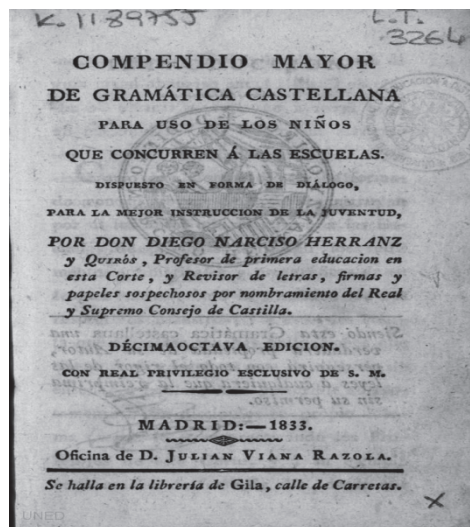 K. 1189755
L.T.
3264
COMPENDIO MAYOR
DE GRAMÁTICA CASTELLANA
PARA USO DE LOS NIÑOS
QUE CONCURREN Á LAS ESCUELAS.
DISPUESTO EN FORMA DE DIÁLOGO,
PARA LA MEJOR INSTRUCCION DE LA JUVENTUD,
POR DON DIEGO NARCISO HERRANZ
y QUIRÓS, Profesor de primera educacion en
esta Corte, y Revisor de letras, firmas y
papeles sospechosos por nombramiento del Real
y Supremo Consejo de Castilla.
DÉCIMAOCTAVA EDICION.
CON REAL PRIVILEGIO EXCLUSIVO DE S. M.
MADRID:—1833.
Oficina de D. JULIAN VIANA RAZOLA.
Se halla en la librería de Gila, calle de Carretas.
UNED